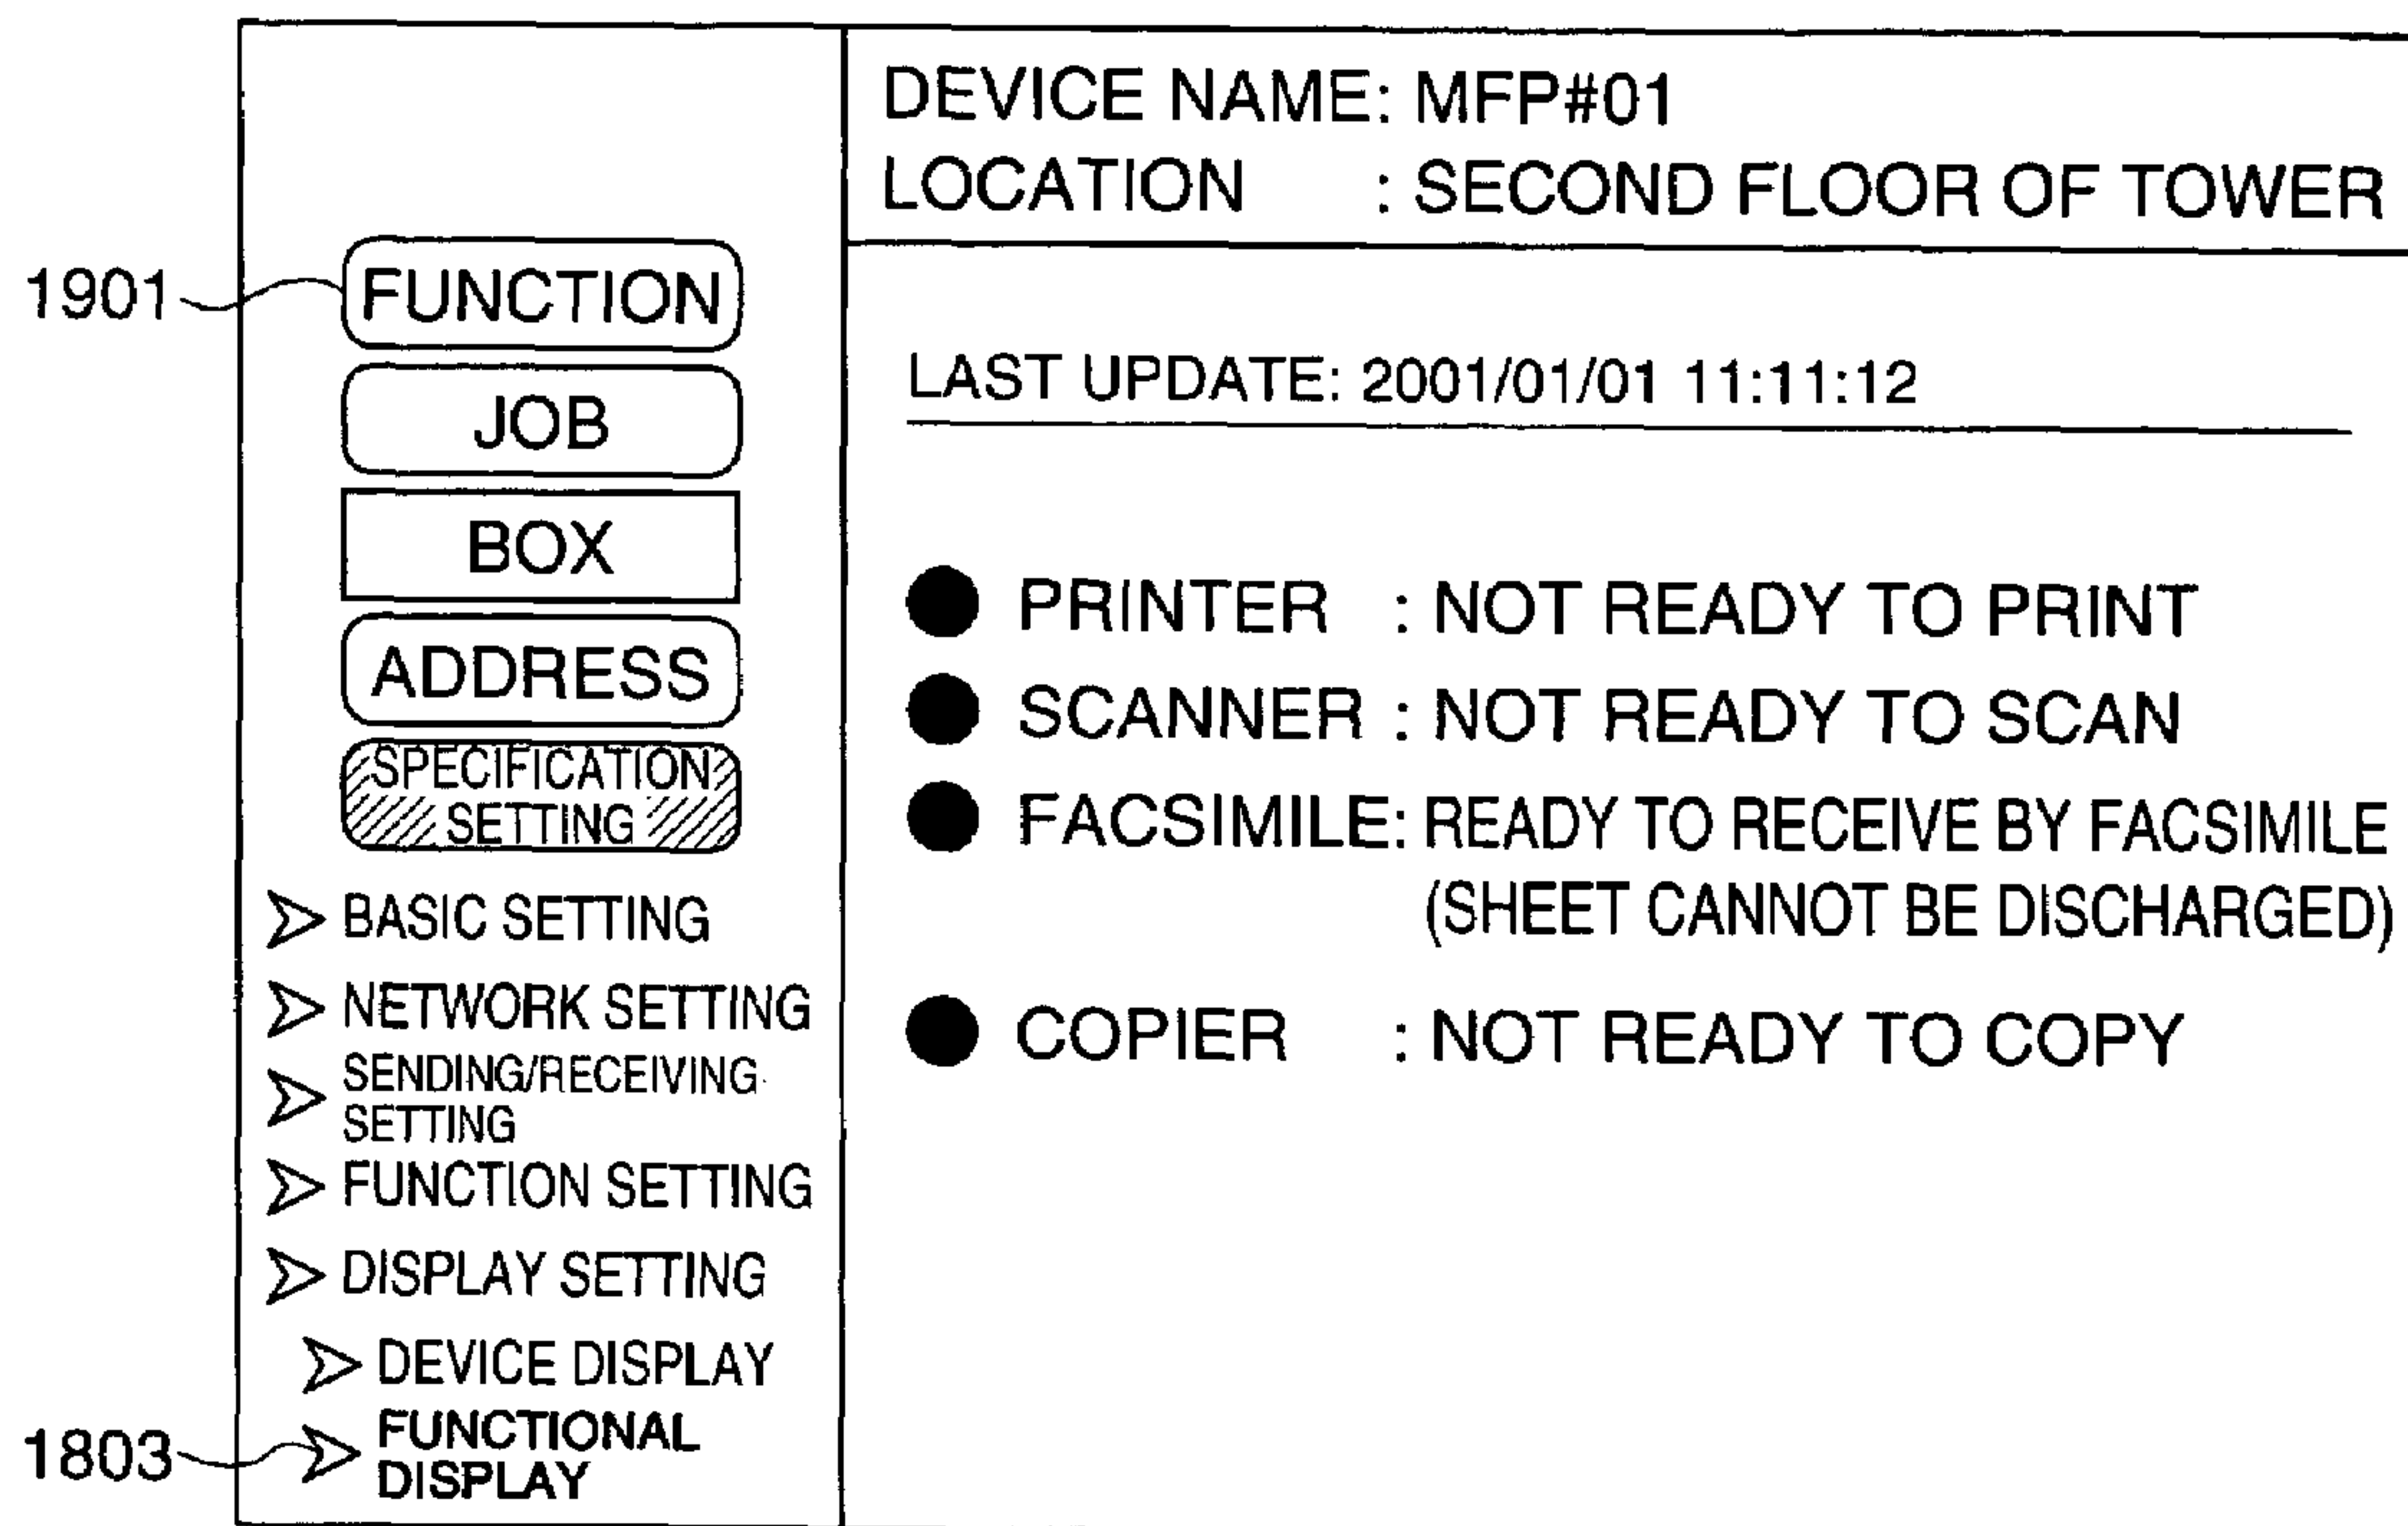 1901
FUNCTION
JOB
BOX
ADDRESS
SPECIFICATION
SETTING
BASIC SETTING
NETWORK SETTING
SENDING/RECEIVING
SETTING
FUNCTION SETTING
DISPLAY SETTING
DEVICE DISPLAY
1803
FUNCTIONAL
DISPLAY
DEVICE NAME: MFP#01
LOCATION : SECOND FLOOR OF TOWER
LAST UPDATE: 2001/01/01 11:11:12
PRINTER : NOT READY TO PRINT
SCANNER : NOT READY TO SCAN
FACSIMILE: READY TO RECEIVE BY FACSIMILE
(SHEET CANNOT BE DISCHARGED)
COPIER : NOT READY TO COPY